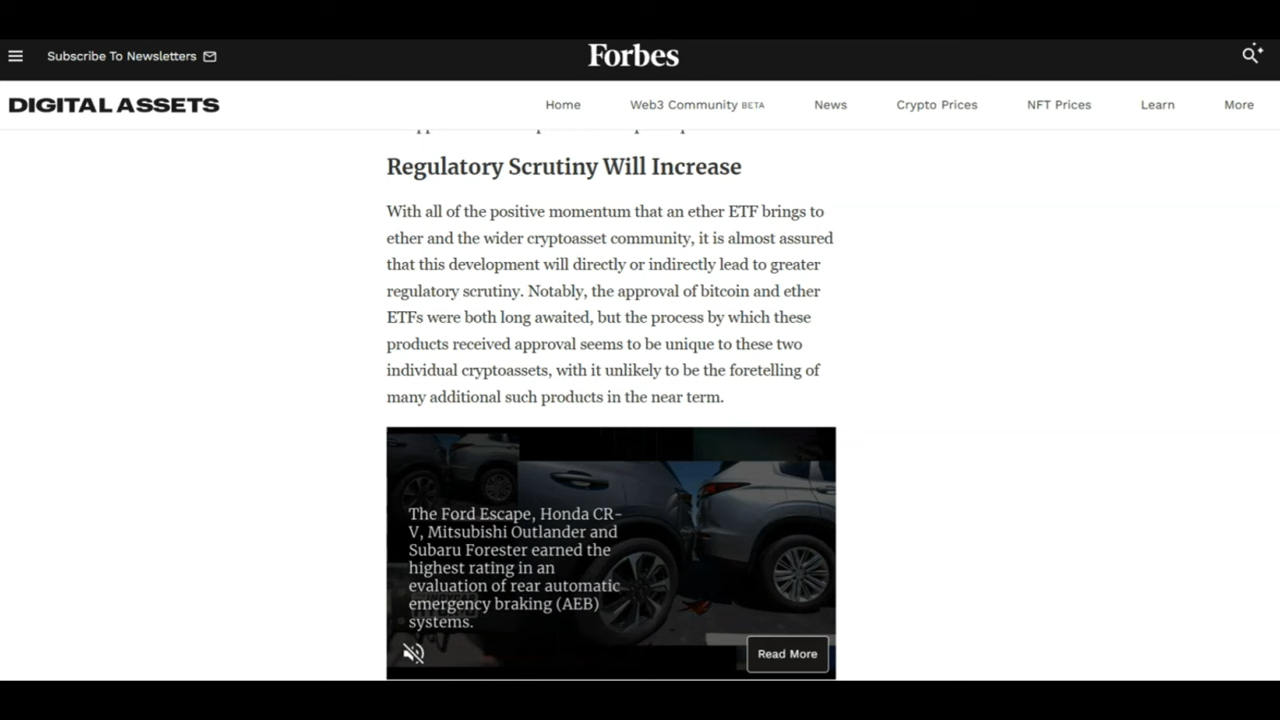 Subscribe To Newsletters
Forbes
DIGITAL ASSETS
Home
Web3 Community BETA
News
Crypto Prices
NFT Prices
Learn
More
Regulatory Scrutiny Will Increase
With all of the positive momentum that an ether ETF brings to
ether and the wider cryptoasset community, it is almost assured
that this development will directly or indirectly lead to greater
regulatory scrutiny. Notably, the approval of bitcoin and ether
ETFs were both long awaited, but the process by which these
products received approval seems to be unique to these two
individual cryptoassets, with it unlikely to be the foretelling of
many additional such products in the near term.
The Ford Escape, Honda CR-
V, Mitsubishi Outlander and
Subaru Forester earned the
highest rating in an
evaluation of rear automatic
emergency braking (AEB)
systems.
Read More